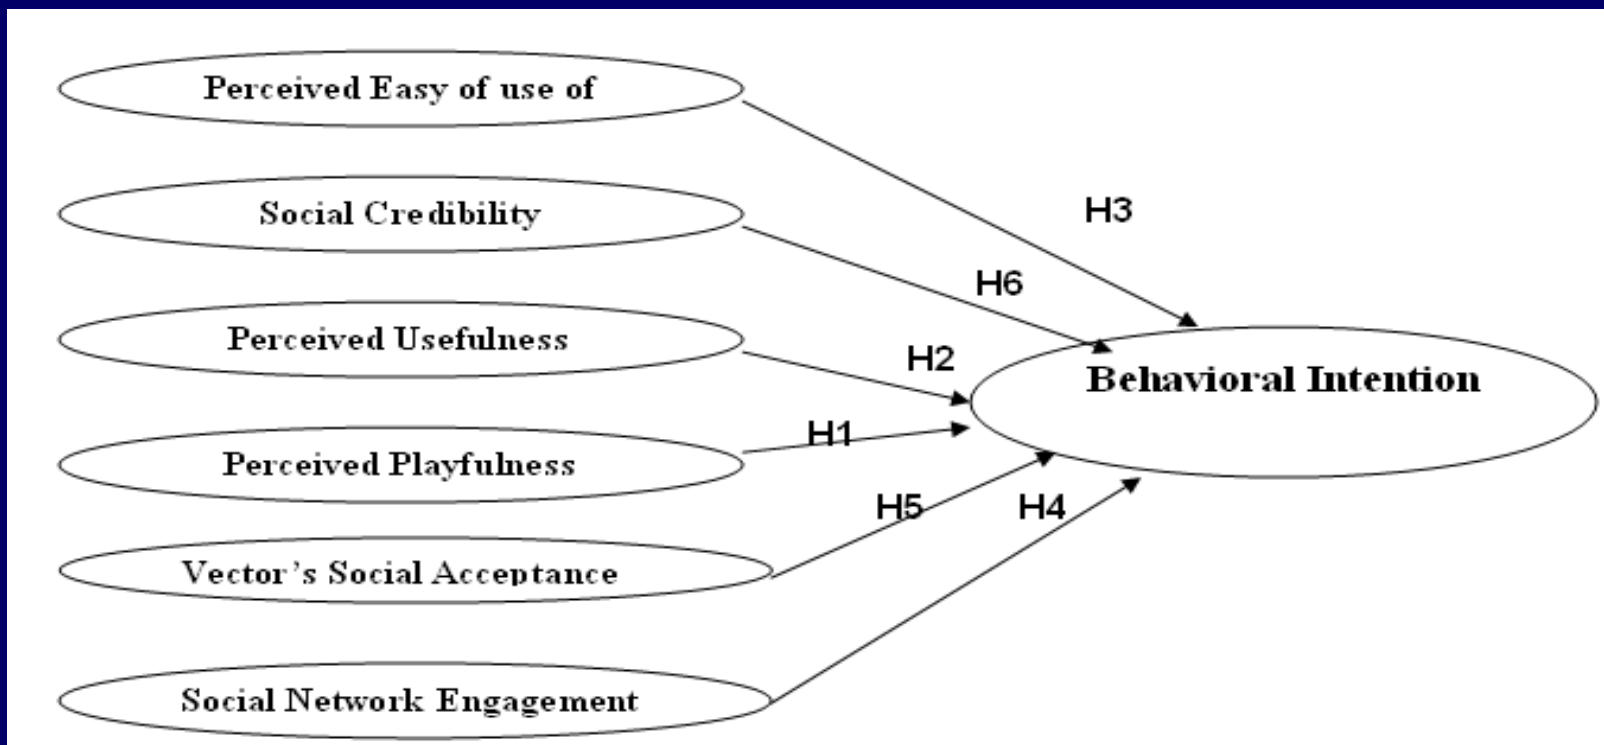 Perceived Easy of use of
H3
Social Credibility
H6
Perceived Usefulness
H2
Behavioral Intention
Perceived Playfulness
H1
Vector's Social Acceptance
H5
H4
Social Network Engagement